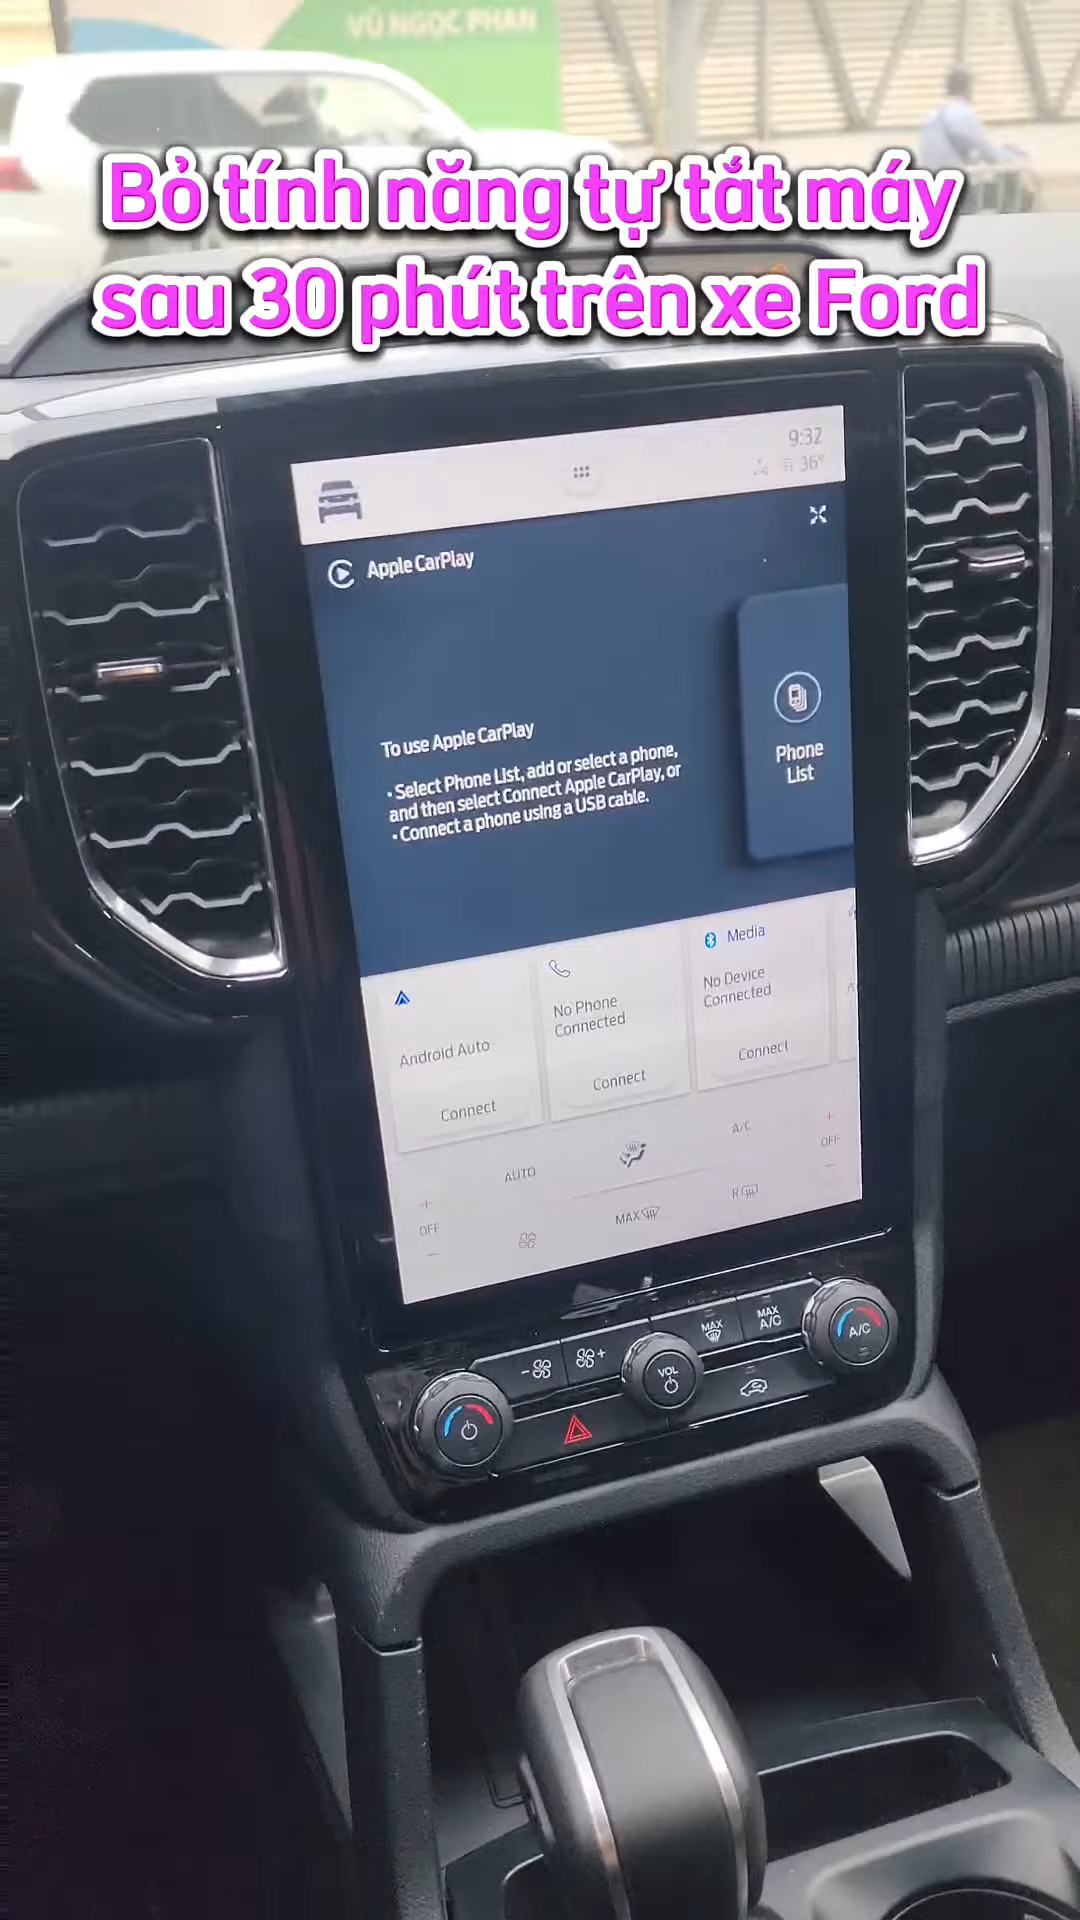 VŨ NGỌC PHAN
Bỏ tính năng tự tắt máy
sau 30 phút trên xe Ford
9:32
36°
Apple CarPlay
To use Apple CarPlay
• Select Phone List, add or select a phone,
and then select Connect Apple CarPlay, or
• Connect a phone using a USB cable.
Phone
List
Android Auto
Connect
No Phone
Connected
Connect
Media
No Device
Connected
Connect
AUTO
A/C
+
OFF
−
+
OFF
−
MAX
R
−
+
VOL
MAX
MAX
A/C
A/C